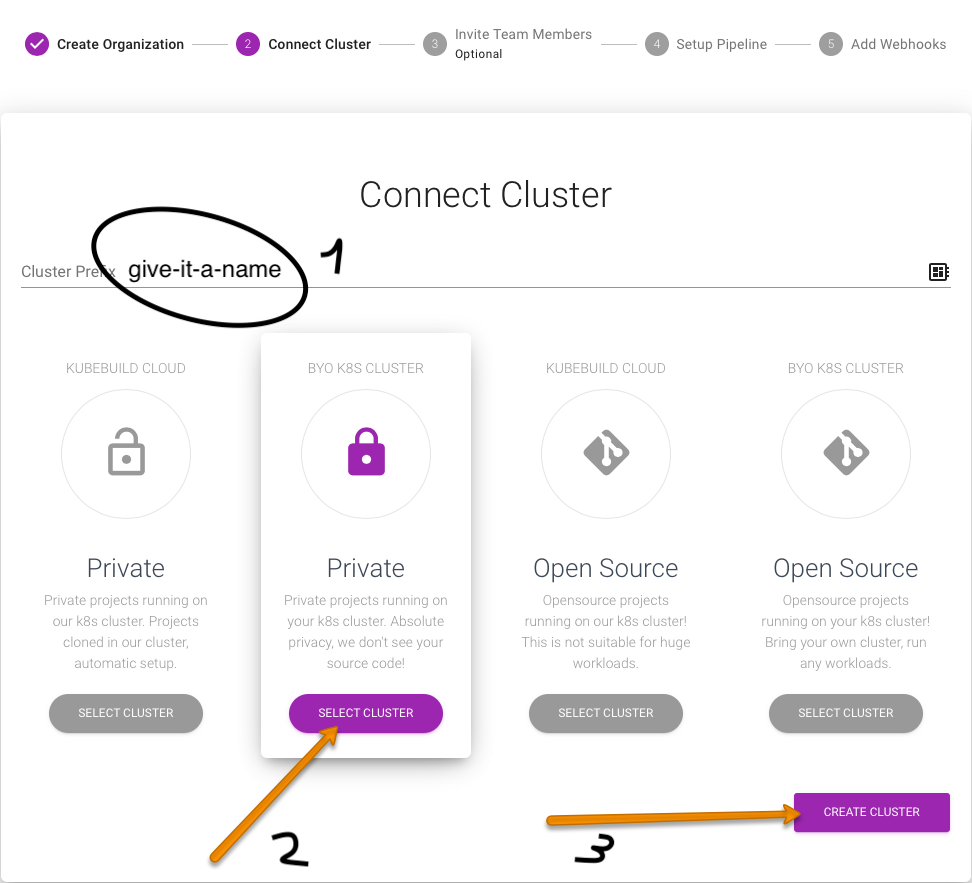 Create Organization
2 Connect Cluster
3 Invite Team Members
Optional
4 Setup Pipeline
5 Add Webhooks
Connect Cluster
Cluster Prefix give-it-a-name
1
KUBEBUILD CLOUD
Private
Private projects running on
our k8s cluster. Projects
cloned in our cluster,
automatic setup.
SELECT CLUSTER
BYO K8S CLUSTER
Private
Private projects running on
your k8s cluster. Absolute
privacy, we don't see your
source code!
SELECT CLUSTER
KUBEBUILD CLOUD
Open Source
Opensource projects
running on our k8s cluster!
This is not suitable for huge
workloads.
SELECT CLUSTER
BYO K8S CLUSTER
Open Source
Opensource projects
running on your k8s cluster!
Bring your own cluster, run
any workloads.
SELECT CLUSTER
2
3
CREATE CLUSTER